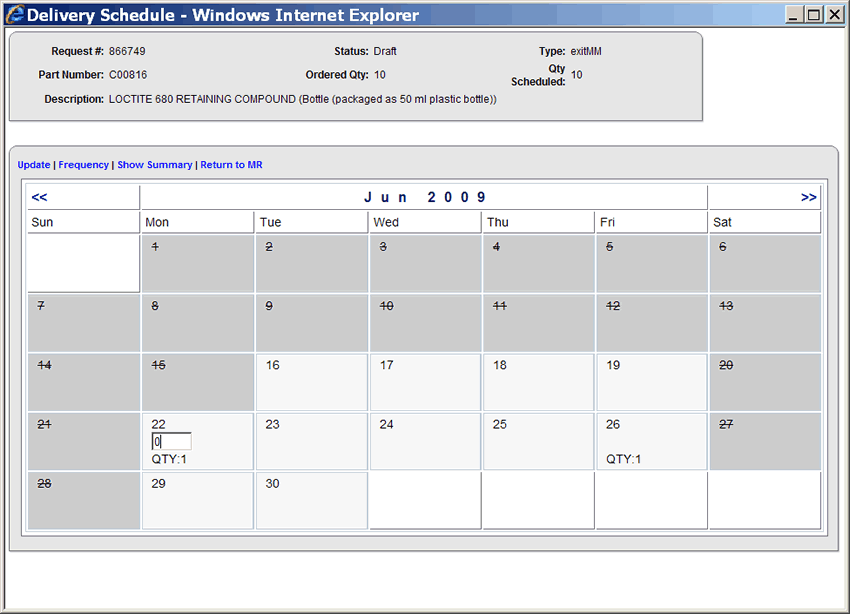 Delivery Schedule - Windows Internet Explorer
Request #: 866749 Status: Draft Type: exitMM
Part Number: C00816 Ordered Qty: 10 Qty Scheduled: 10
Description: LOCTITE 680 RETAINING COMPOUND (Bottle (packaged as 50 ml plastic bottle))
Update | Frequency | Show Summary | Return to MR
<< Jun 2009 >>
Sun Mon Tue Wed Thu Fri Sat
1 2 3 4 5 6
7 8 9 10 11 12 13
14 15 16 17 18 19 20
21 22 23 24 25 26 27
0
QTY:1 QTY:1
28 29 30